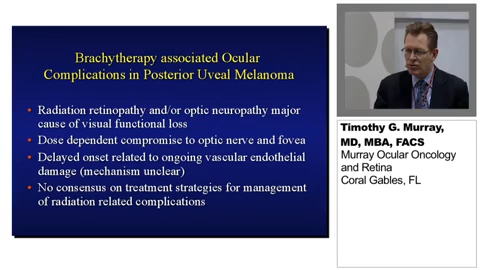 Brachytherapy associated Ocular
Complications in Posterior Uveal Melanoma
• Radiation retinopathy and/or optic neuropathy major
cause of visual functional loss
• Dose dependent compromise to optic nerve and fovea
• Delayed onset related to ongoing vascular endothelial
damage (mechanism unclear)
• No consensus on treatment strategies for management
of radiation related complications
Timothy G. Murray,
MD, MBA, FACS
Murray Ocular Oncology
and Retina
Coral Gables, FL